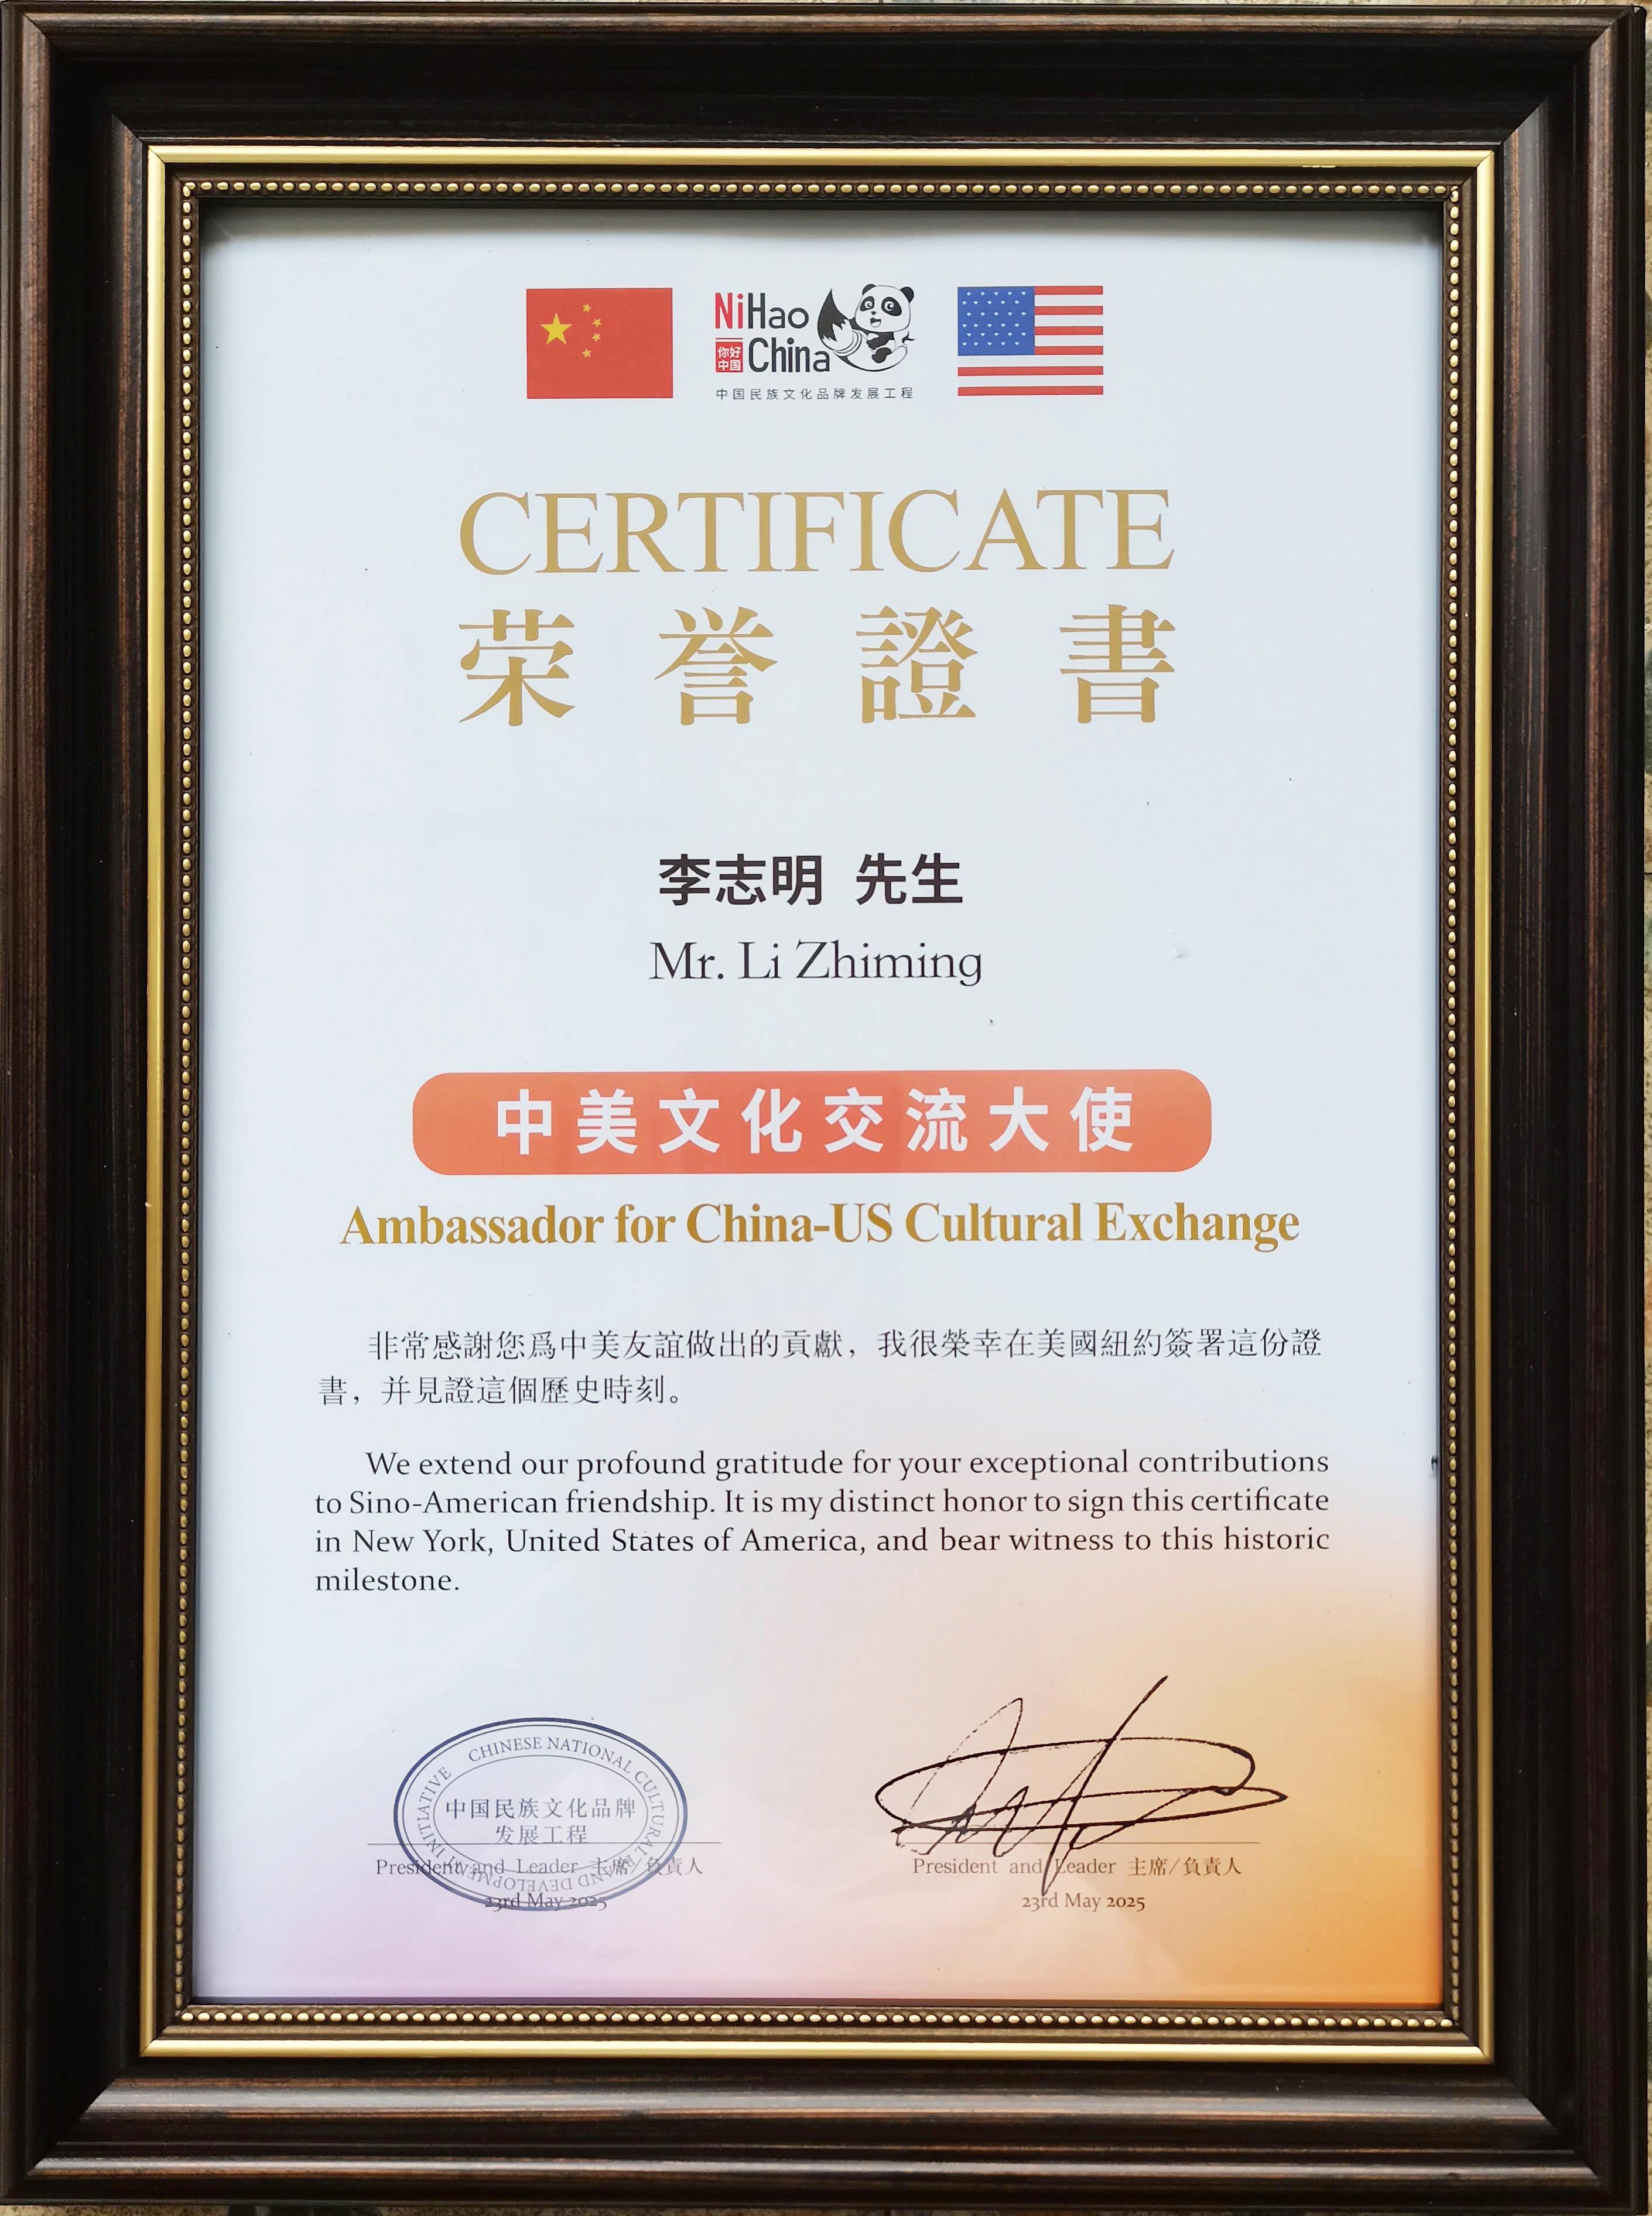 NiHao
你好
中国
China
中国民族文化品牌发展工程
CERTIFICATE
荣誉證書
李志明 先生
Mr. Li Zhiming
中美文化交流大使
Ambassador for China-US Cultural Exchange
非常感謝您爲中美友誼做出的貢獻，我很榮幸在美國紐約簽署這份證
書，并見證這個歷史時刻。
We extend our profound gratitude for your exceptional contributions
to Sino-American friendship. It is my distinct honor to sign this certificate
in New York, United States of America, and bear witness to this historic
milestone.
CHINESE NATIONAL CULTURAL BRAND DEVELOPMENT INITIATIVE
中国民族文化品牌
发展工程
President and Leader 主席/負責人
23rd May 2025
President and Leader 主席/負責人
23rd May 2025